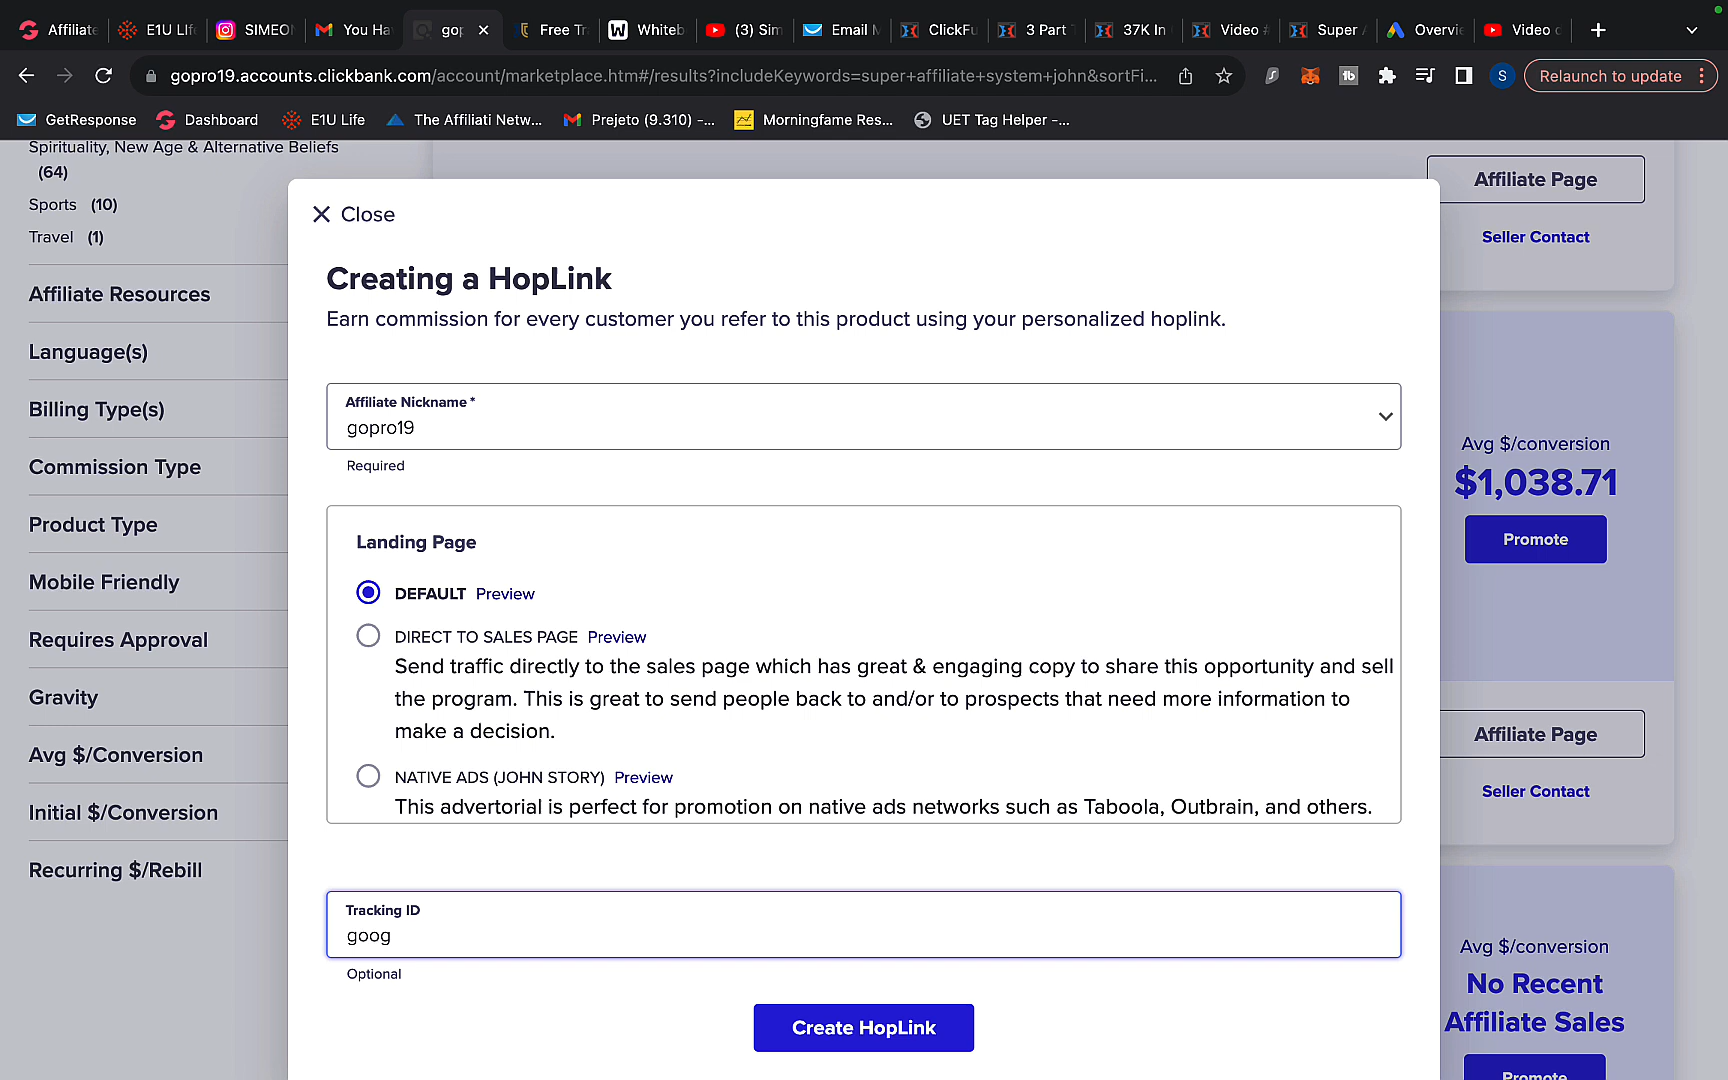 Affiliate
E1U LIf
SIMEO
You Ha
gop
Free Tr
Whiteb
(3) Sim
Email M
ClickFu
3 Part
37K In
Video
Super
Overvie
Video
gopro19.accounts.clickbank.com/account/marketplace.htm#/results?includeKeywords=super+affiliate+system+john&sortFi...
S
Relaunch to update
GetResponse
Dashboard
E1U Life
The Affiliati Netw...
Prejeto (9.310) -...
Morningfame Res...
UET Tag Helper -...
Spirituality, New Age & Alternative Beliefs
(64)
Sports (10)
Travel (1)
Affiliate Resources
Language(s)
Billing Type(s)
Commission Type
Product Type
Mobile Friendly
Requires Approval
Gravity
Avg $/Conversion
Initial $/Conversion
Recurring $/Rebill
Close
Creating a HopLink
Earn commission for every customer you refer to this product using your personalized hoplink.
Affiliate Nickname *
gopro19
Required
Landing Page
DEFAULT Preview
DIRECT TO SALES PAGE Preview
Send traffic directly to the sales page which has great & engaging copy to share this opportunity and sell
the program. This is great to send people back to and/or to prospects that need more information to
make a decision.
NATIVE ADS (JOHN STORY) Preview
This advertorial is perfect for promotion on native ads networks such as Taboola, Outbrain, and others.
Tracking ID
goog
Optional
Create HopLink
Affiliate Page
Seller Contact
Avg $/conversion
$1,038.71
Promote
Affiliate Page
Seller Contact
Avg $/conversion
No Recent
Affiliate Sales
Promote